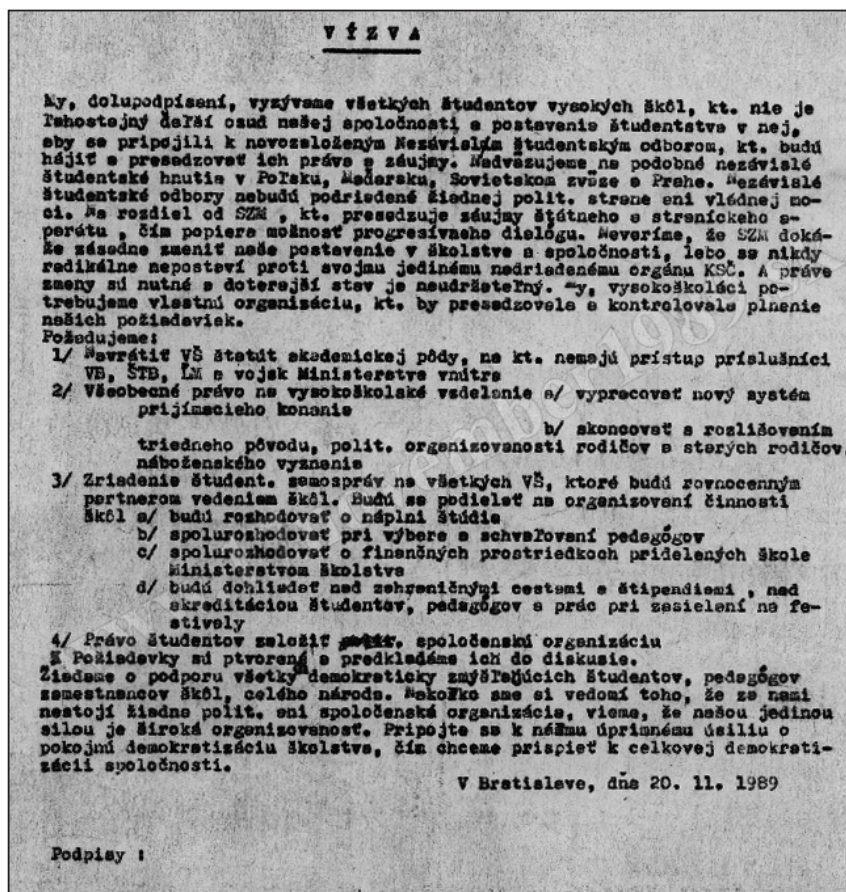 VÝZVA
My, dolupodpísaní, vyzývame všetkých študentov vysokých škôl, kt. nie je
ľahostejný ďalší osud našej spoločnosti a postavenie študentstva v nej,
aby sa pripojili k novozaloženým Nezávislým študentským odborom, kt. budú
hájiť a presadzovať ich práva a záujmy. Nadväzujeme na podobné nezávislé
študentské hnutia v Poľsku, Maďarsku, Sovietskom zväze a Prahe. Nezávislé
študentské odbory nebudú podriadené žiadnej polit. strane ani vládnej mo-
ci. Na rozdiel od SZM , kt. presadzuje záujmy štátneho a straníckeho a-
parátu , čím popiera možnosť progresívneho dialógu. Neveríme, že SZM doká-
že zásadne zmeniť naše postavenie v školstve a spoločnosti, lebo sa nikdy
radikálne nepostaví proti svojmu jedinému nadriadenému orgánu KSČ. A práve
zmeny sú nutné a doterajší stav je neudržateľný. My, vysokoškoláci po-
trebujeme vlastnú organizáciu, kt. by presadzovala a kontrolovala plnenie
našich požiadaviek.
Požadujeme:
1/ Navrátiť VŠ štatút akademickej pôdy, na kt. nemajú prístup príslušníci
VB, ŠTB, ĽM a vojsk Ministerstva vnútra
2/ Všeobecné právo na vysokoškolské vzdelanie a/ vypracovať nový systém
prijímacieho konania
b/ skoncovať s rozlišovaním
triedneho pôvodu, polit. organizovanosti rodičov a starých rodičov,
náboženského vyznania
3/ Zriadenie študent. samospráv na všetkých VŠ, ktoré budú rovnocenným
partnerom vedeniam škôl. Budú sa podielať na organizovaní činnosti
škôl a/ budú rozhodovať o náplni štúdia
b/ spolurozhodovať pri výbere a schvaľovaní pedagógov
c/ spolurozhodovať o finančných prostriedkoch pridelených škole
Ministerstvom školstva
d/ budú dohliadať nad zahraničnými cestami a štipendiami , nad
akreditáciou študentov, pedagógov a prác pri zasielaní na fe-
stivaly
4/ Právo študentov založiť spoločenskú organizáciu
Požiadavky sú otvorené a predkladáme ich do diskusie.
Žiadame o podporu všetky demokraticky zmýšľajúcich študentov, pedagógov
zamestnancov škôl, celého národa. Nakoľko sme si vedomí toho, že za nami
nestojí žiadna polit. ani spoločenská organizácia, vieme, že našou jedinou
silou je široká organizovanosť. Pripojte sa k nášmu úprimnému úsiliu o
pokojnú demokratizáciu školstva, čím chceme prispieť k celkovej demokrati-
zácii spoločnosti.
V Bratislave, dňa 20. 11. 1989
Podpisy :